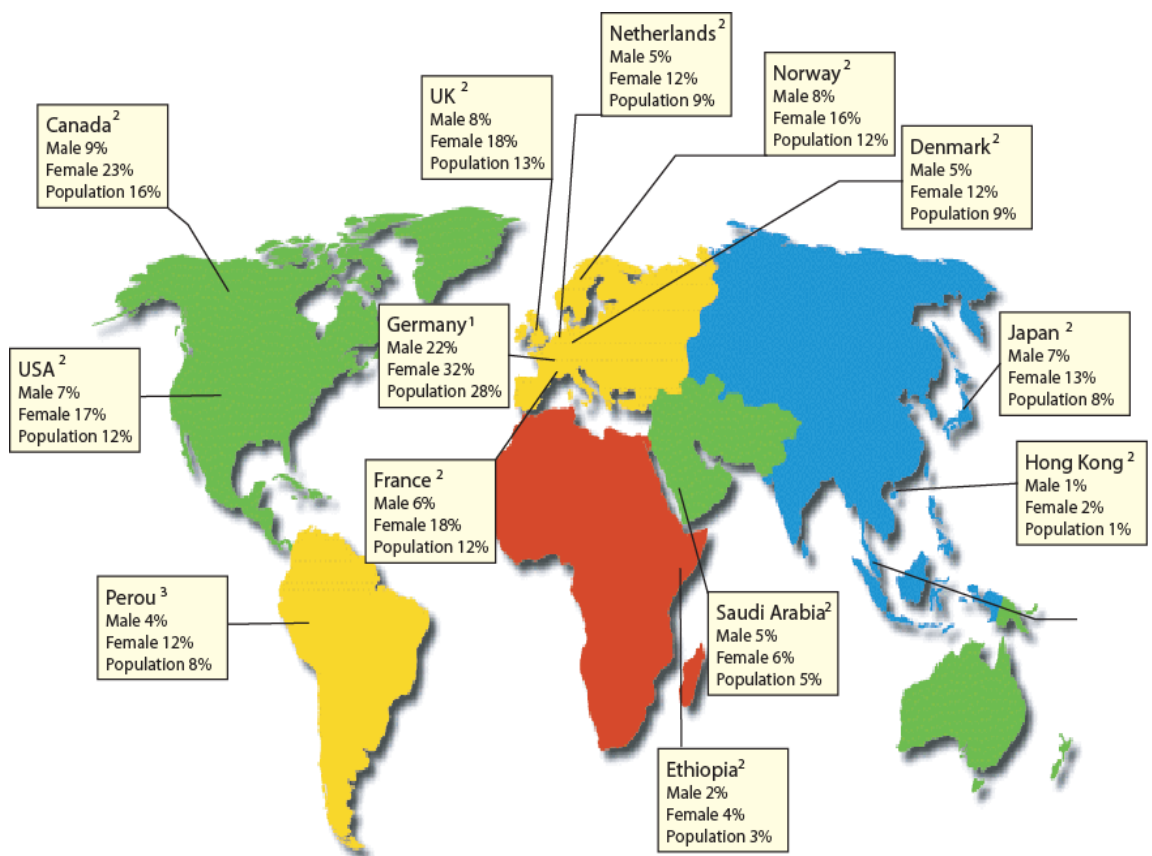 Netherlands 2
Male 5%
Female 12%
Population 9%
Norway 2
Male 8%
Female 16%
Population 12%
UK 2
Male 8%
Female 18%
Population 13%
Canada 2
Male 9%
Female 23%
Population 16%
Denmark 2
Male 5%
Female 12%
Population 9%
Germany 1
Male 22%
Female 32%
Population 28%
Japan 2
Male 7%
Female 13%
Population 8%
USA 2
Male 7%
Female 17%
Population 12%
France 2
Male 6%
Female 18%
Population 12%
Hong Kong 2
Male 1%
Female 2%
Population 1%
Perou 3
Male 4%
Female 12%
Population 8%
Saudi Arabia 2
Male 5%
Female 6%
Population 5%
Ethiopia 2
Male 2%
Female 4%
Population 3%